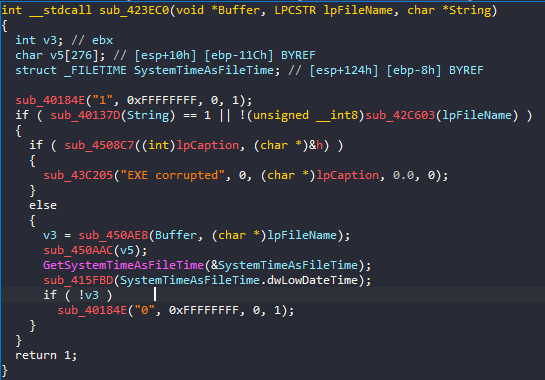 int __stdcall sub_423EC0(void *Buffer, LPCSTR lpFileName, char *String)
{
  int v3; // ebx
  char v5[276]; // [esp+10h] [ebp-11Ch] BYREF
  struct _FILETIME SystemTimeAsFileTime; // [esp+124h] [ebp-8h] BYREF

  sub_40184E("1", 0xFFFFFFFF, 0, 1);
  if ( sub_40137D(String) == 1 || !(unsigned __int8)sub_42C603(lpFileName) )
  {
    if ( sub_4508C7((int)lpCaption, (char *)&h) )
    {
      sub_43C205("EXE corrupted", 0, (char *)lpCaption, 0.0, 0);
    }
    else
    {
      v3 = sub_450AE8(Buffer, (char *)lpFileName);
      sub_450AAC(v5);
      GetSystemTimeAsFileTime(&SystemTimeAsFileTime);
      sub_415FBD(SystemTimeAsFileTime.dwLowDateTime);
      if ( !v3 )
        sub_40184E("0", 0xFFFFFFFF, 0, 1);
    }
  }
  return 1;
}